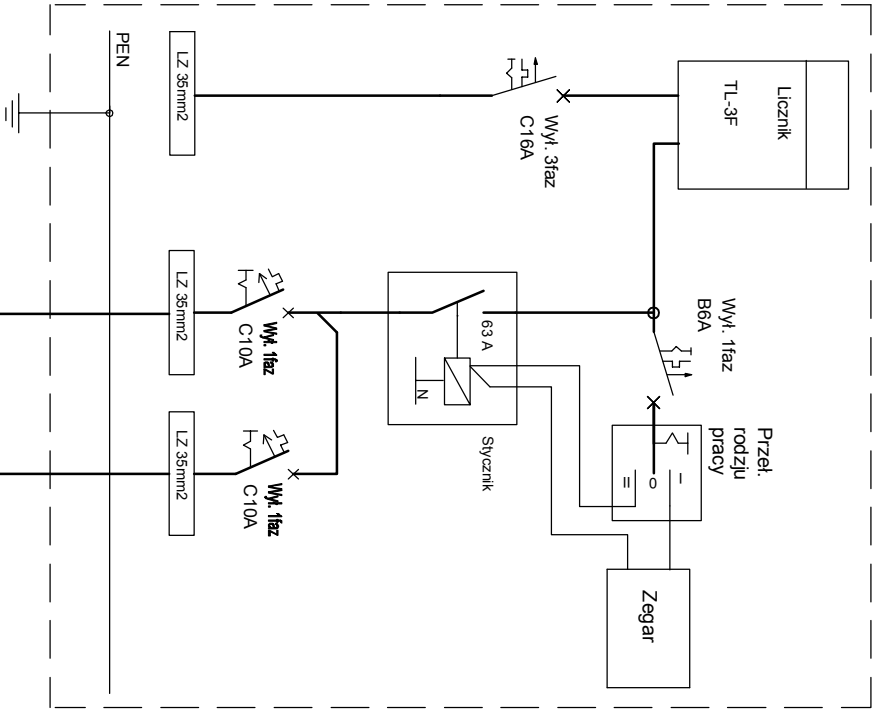 PEN
LZ 35mm2
Wył. 3faz
C16A
Licznik
TL-3F
LZ 35mm2
Wył. 1faz
C10A
63 A
N
Stycznik
Wył. 1faz
B6A
Przeł.
rodzju
pracy
I
O
II
Zegar
LZ 35mm2
Wył. 1faz
C10A